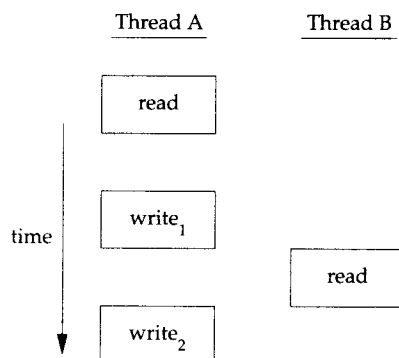 Thread A Thread B
read
write1
time
read
write2